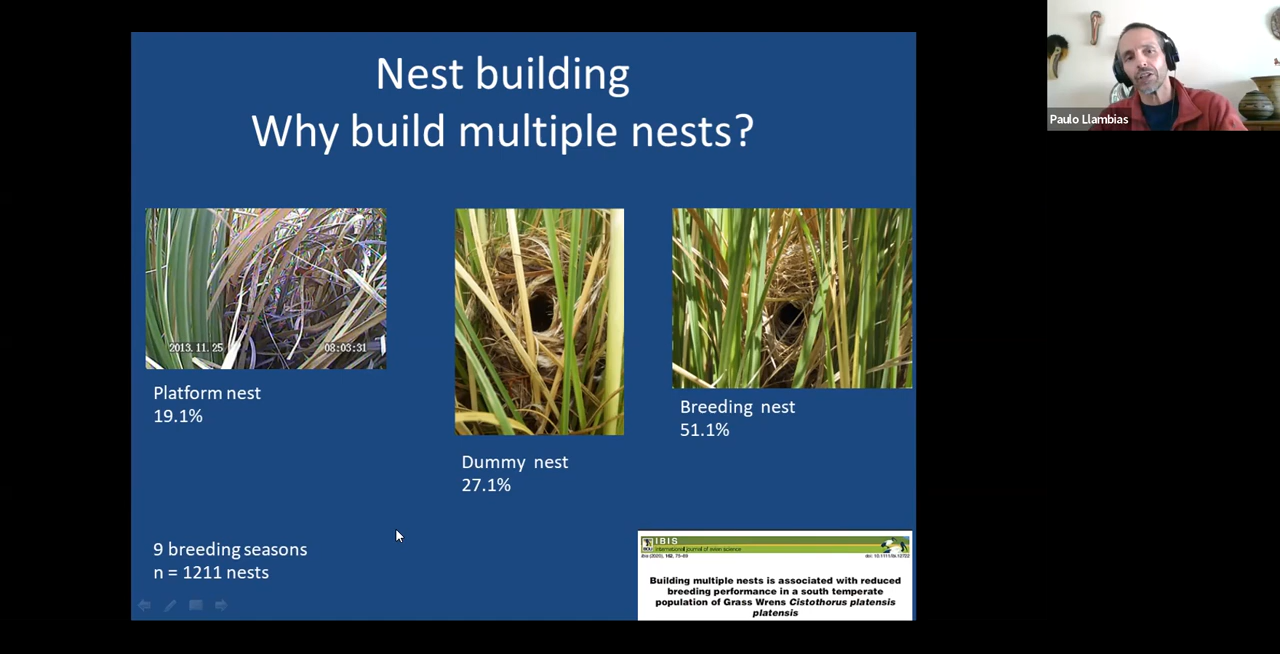 Nest building
Why build multiple nests?
Paulo Llambias
2013.11.25
08:03:31
Platform nest
19.1%
Dummy nest
27.1%
Breeding nest
51.1%
9 breeding seasons
n = 1211 nests
IBIS
international journal of avian science
Building multiple nests is associated with reduced
breeding performance in a south temperate
population of Grass Wrens Cistothorus platensis
platensis